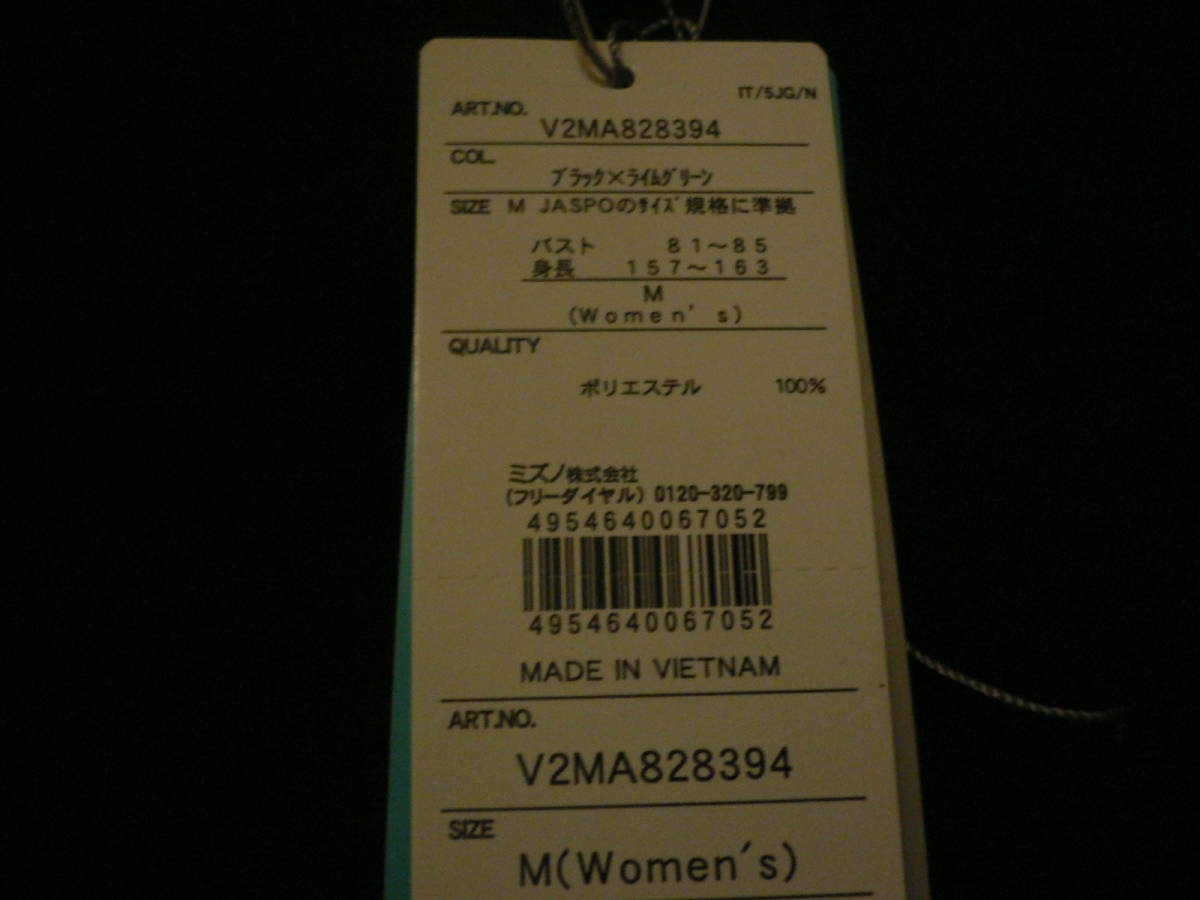 1T/5JG/N
ART.NO.
V2MA828394
COL.
ﾌﾞﾗｯｸ×ﾗｲﾑｸﾞﾘｰﾝ
SIZE M JASPOのｻｲｽﾞ規格に準拠
バスト 81〜85
身長 157〜163
M
(Women's)
QUALITY
ポリエステル 100%
ミズノ株式会社
(フリーダイヤル) 0120-320-799
4954640067052
4954640067052
MADE IN VIETNAM
ART.NO.
V2MA828394
SIZE
M(Women's)